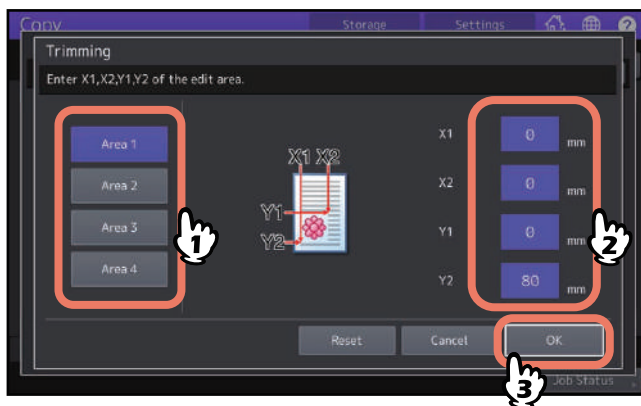 Copy Storage Settings
Trimming
Enter X1,X2,Y1,Y2 of the edit area.
Area 1
Area 2
Area 3
Area 4
1
X1 X2
Y1
Y2
X1 0 mm
X2 0 mm
Y1 0 mm
Y2 80 mm
2
Reset Cancel OK
3
Job Status